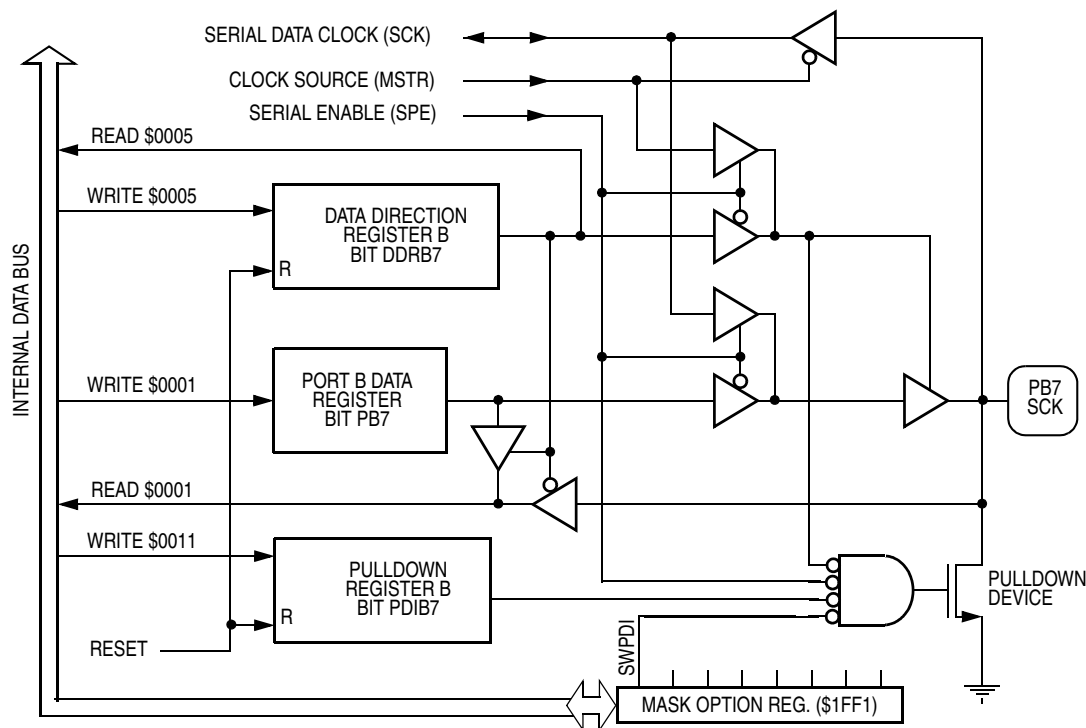 SERIAL DATA CLOCK (SCK)
CLOCK SOURCE (MSTR)
SERIAL ENABLE (SPE)
READ $0005
WRITE $0005
DATA DIRECTION
REGISTER B
BIT DDRB7
R
INTERNAL DATA BUS
WRITE $0001
PORT B DATA
REGISTER
BIT PB7
PB7
SCK
READ $0001
WRITE $0011
PULLDOWN
REGISTER B
BIT PDIB7
R
PULLDOWN
DEVICE
RESET
SWPDI
MASK OPTION REG. ($1FF1)